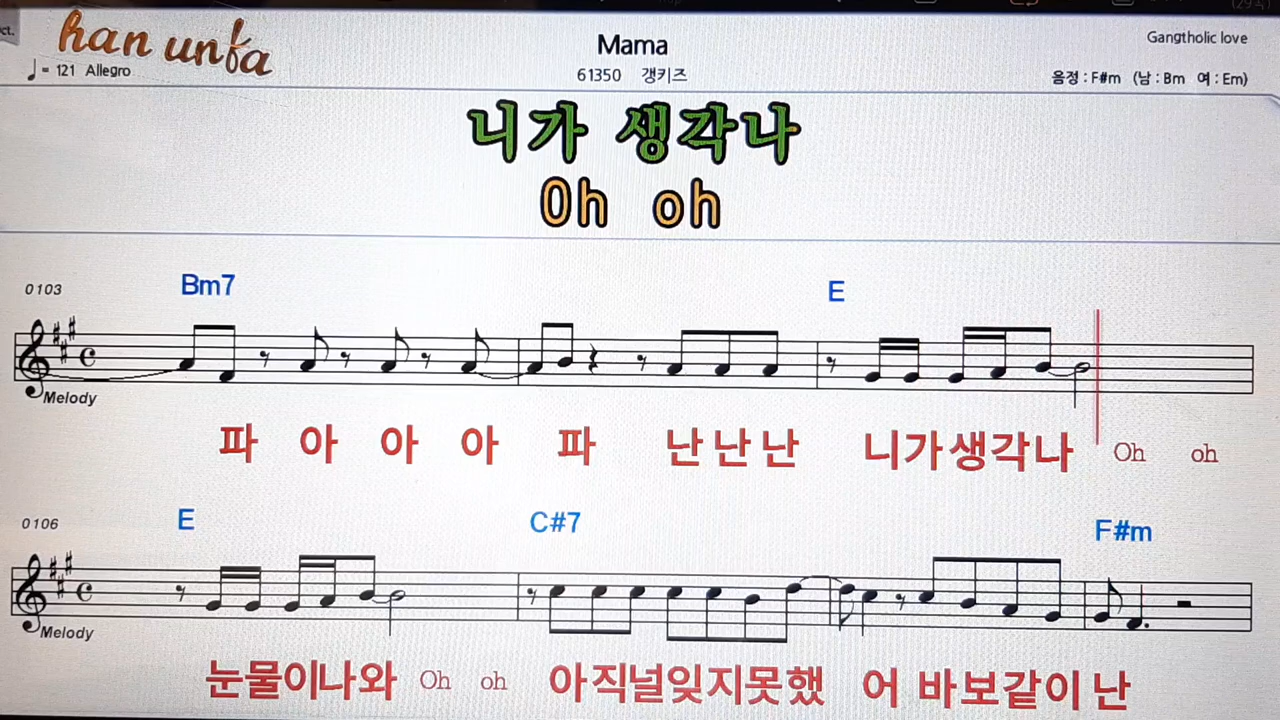 ct.
han unfa
Mama
Gangtholic love
♩= 121 Allegro
61350 갱키즈
음정 : F#m (남 : Bm 여 : Em)
니가 생각나
Oh oh
0103
Bm7 E
Melody
파 아 아 아 파 난 난 난 니가생각나 Oh oh
0106
E C#7 F#m
Melody
눈물이나와 Oh oh 아직널잊지못했 어 바보같이 난